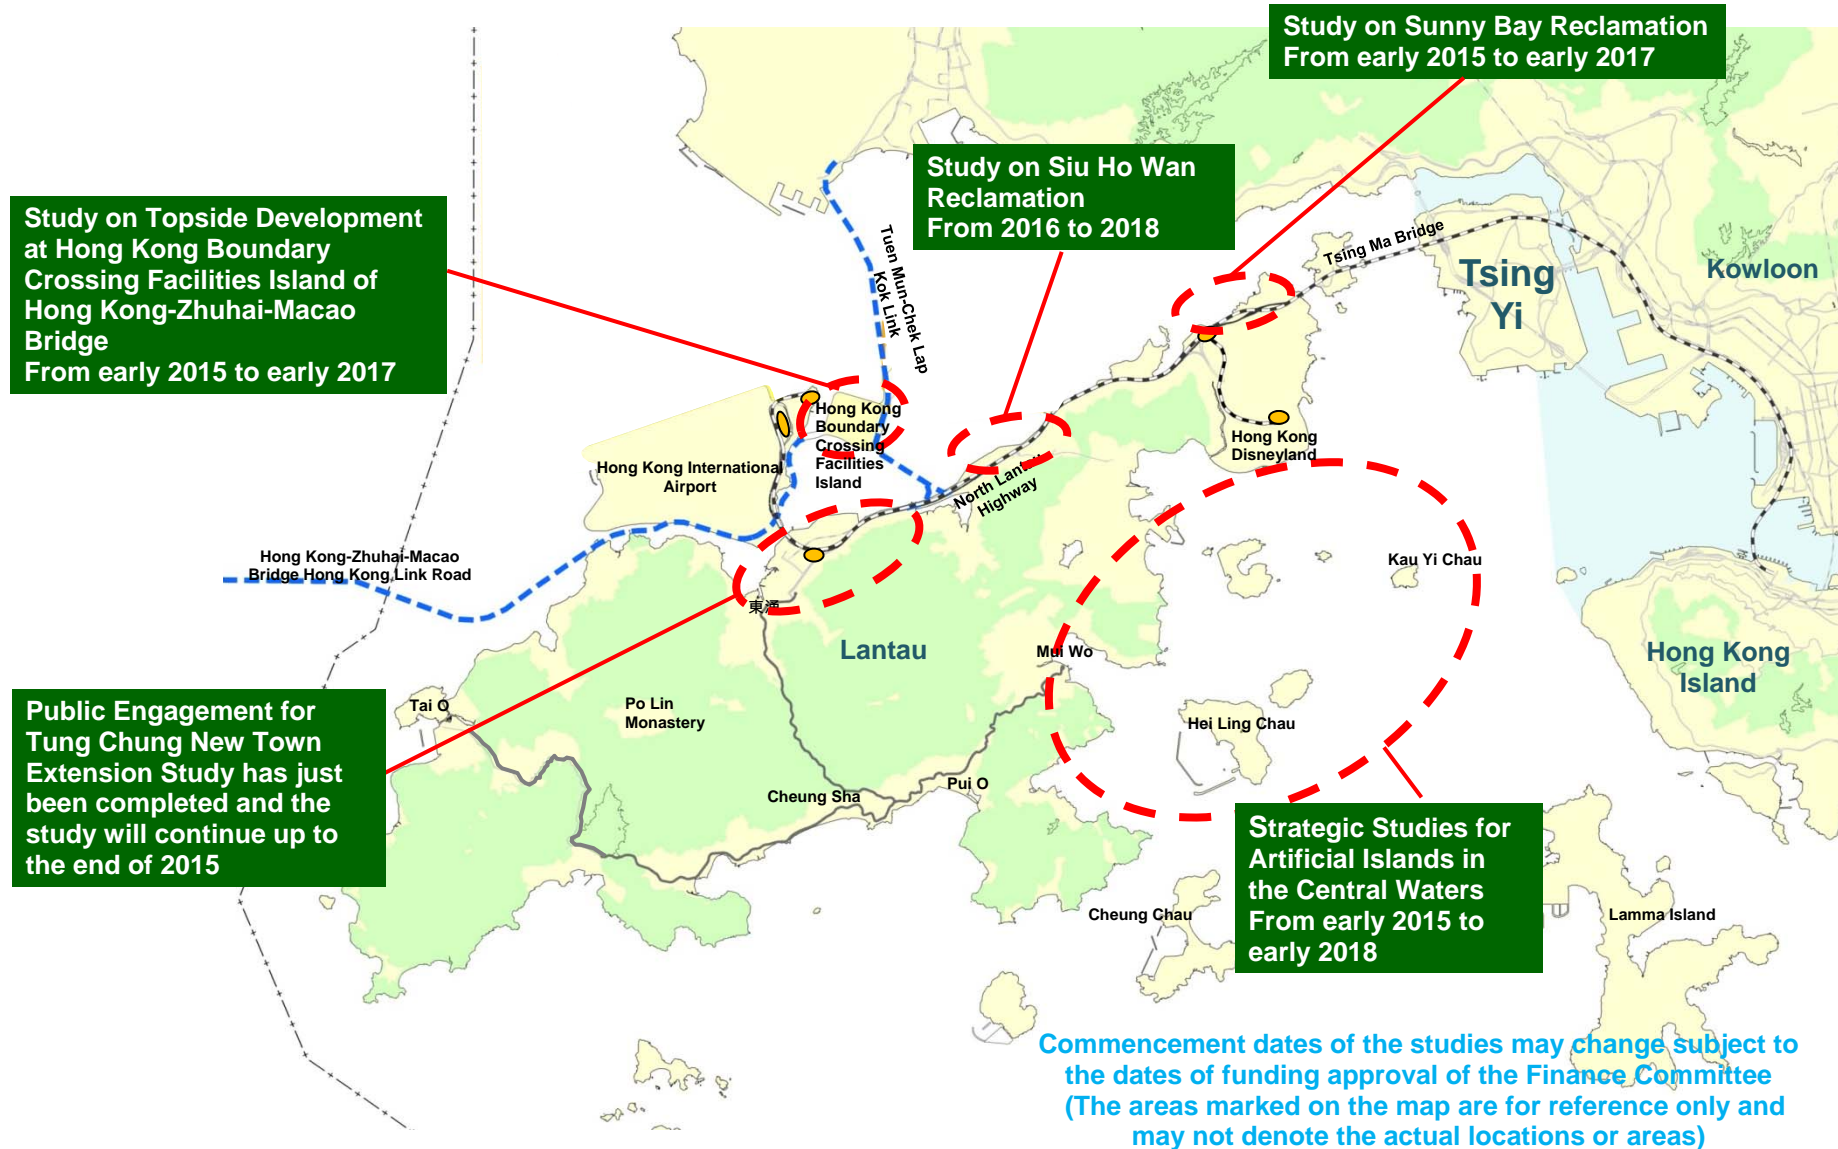 Study on Sunny Bay Reclamation
From early 2015 to early 2017
Study on Siu Ho Wan
Reclamation
From 2016 to 2018
Study on Topside Development
at Hong Kong Boundary
Crossing Facilities Island of
Hong Kong-Zhuhai-Macao
Bridge
From early 2015 to early 2017
Tuen Mun-Chek Lap
Kok Link
Tsing Ma Bridge
Tsing
Yi
Kowloon
Hong Kong
Boundary
Crossing
Facilities
Island
Hong Kong International
Airport
Hong Kong
Disneyland
North Lantau
Highway
Hong Kong-Zhuhai-Macao
Bridge Hong Kong Link Road
Kau Yi Chau
東涌
Lantau
Mui Wo
Hong Kong
Island
Public Engagement for
Tung Chung New Town
Extension Study has just
been completed and the
study will continue up to
the end of 2015
Tai O
Po Lin
Monastery
Hei Ling Chau
Pui O
Cheung Sha
Strategic Studies for
Artificial Islands in
the Central Waters
From early 2015 to
early 2018
Cheung Chau
Lamma Island
Commencement dates of the studies may change subject to
the dates of funding approval of the Finance Committee
(The areas marked on the map are for reference only and
may not denote the actual locations or areas)